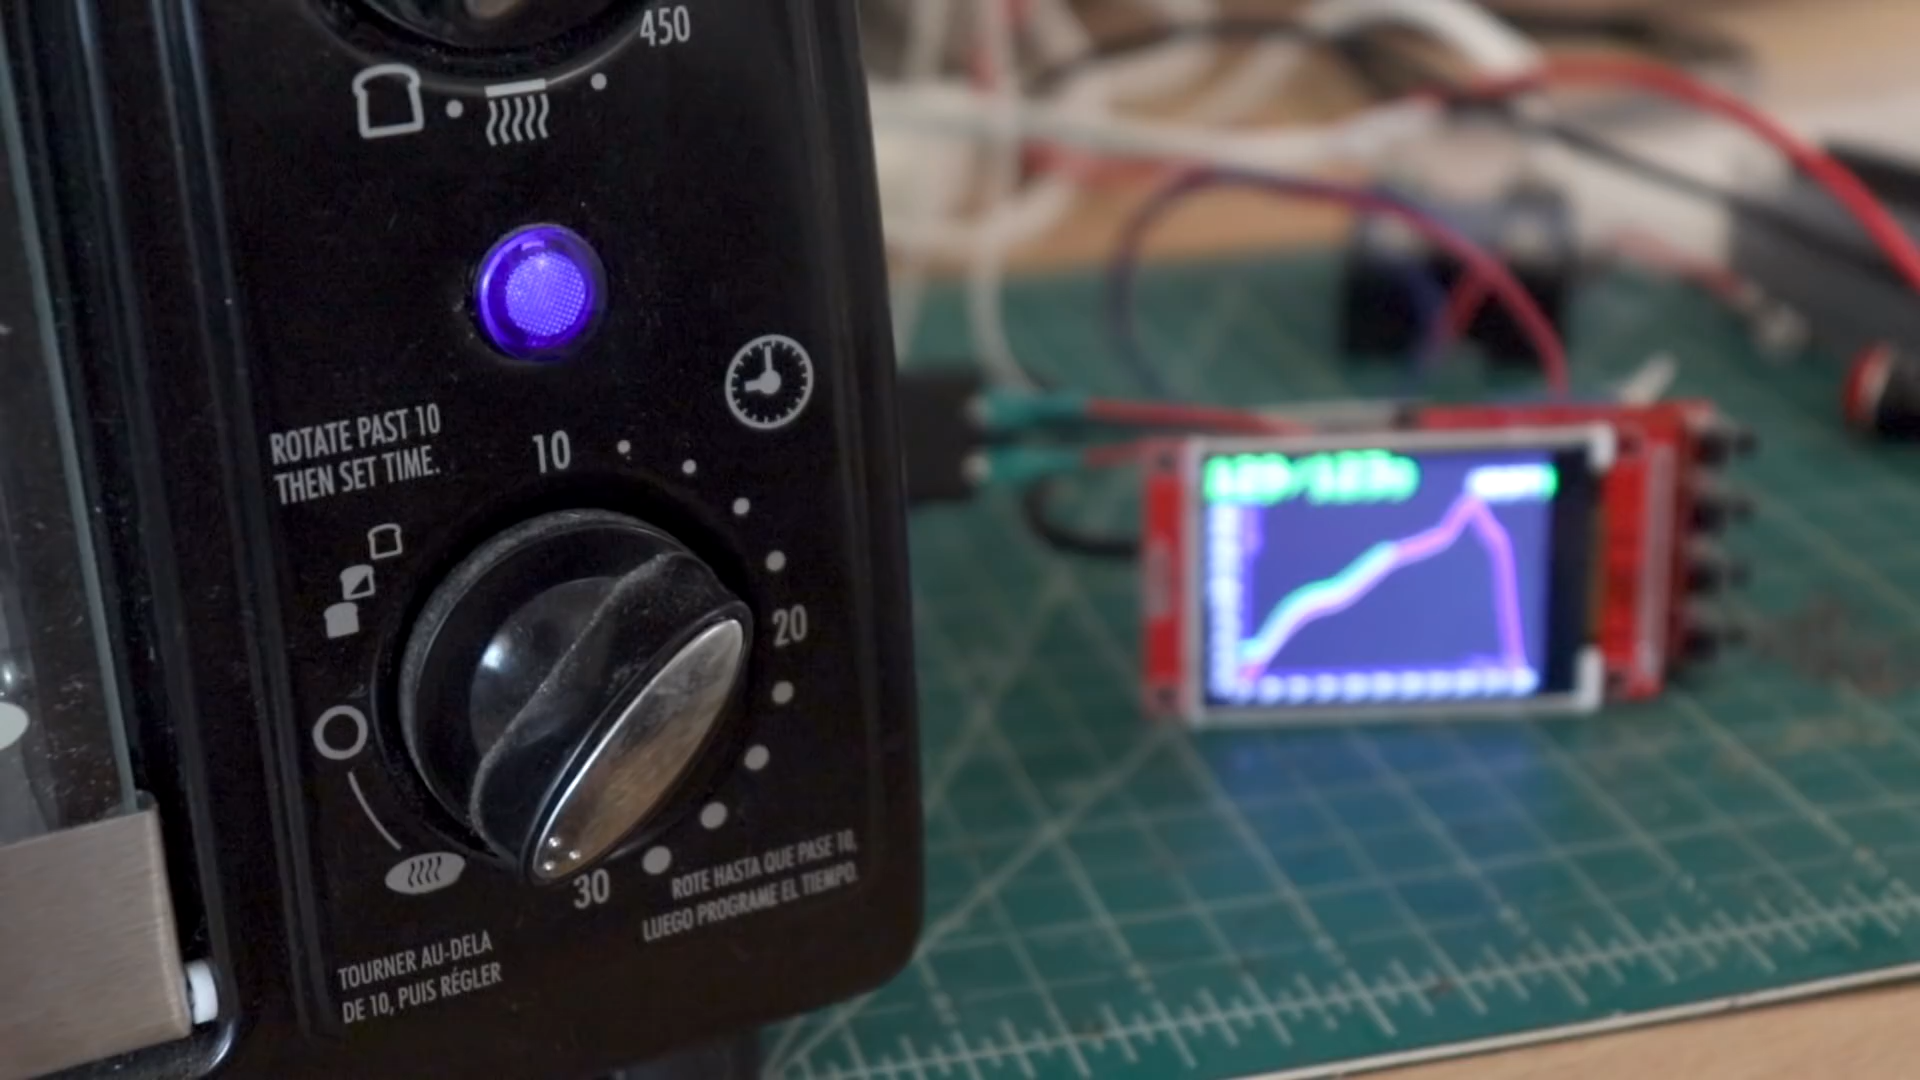 450
ROTATE PAST 10
THEN SET TIME.
10
20
30
ROTE HASTA QUE PASE 10,
LUEGO PROGRAME EL TIEMPO.
TOURNER AU-DELA
DE 10, PUIS RÉGLER